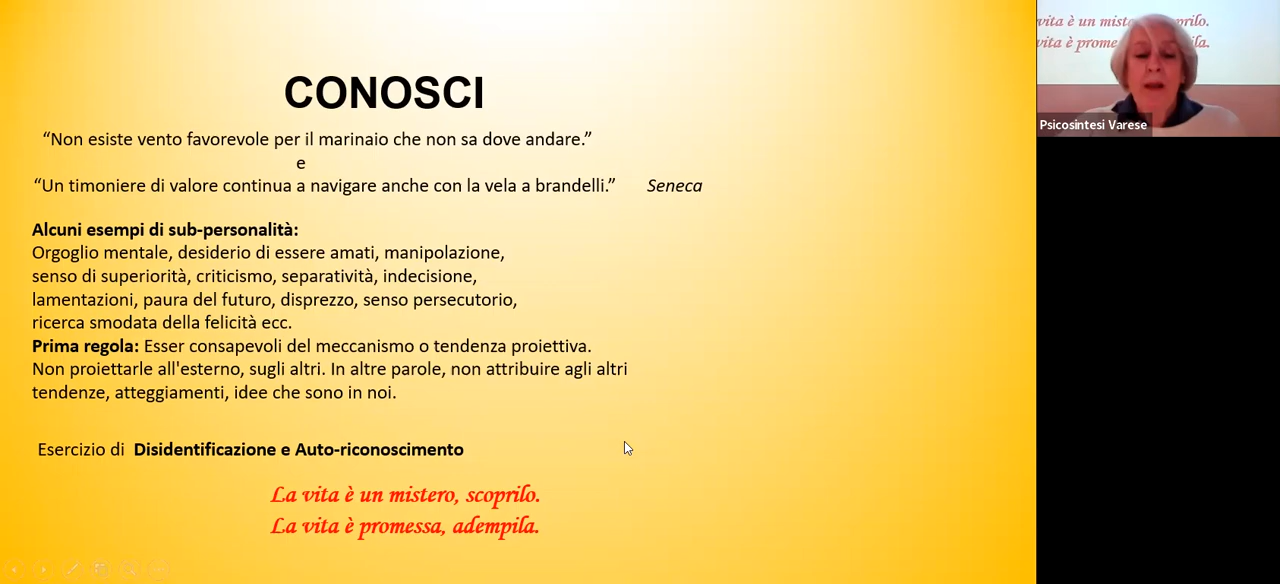 CONOSCI
“Non esiste vento favorevole per il marinaio che non sa dove andare.”
e
“Un timoniere di valore continua a navigare anche con la vela a brandelli.” Seneca
Alcuni esempi di sub-personalità:
Orgoglio mentale, desiderio di essere amati, manipolazione,
senso di superiorità, criticismo, separatività, indecisione,
lamentazioni, paura del futuro, disprezzo, senso persecutorio,
ricerca smodata della felicità ecc.
Prima regola: Esser consapevoli del meccanismo o tendenza proiettiva.
Non proiettarle all'esterno, sugli altri. In altre parole, non attribuire agli altri
tendenze, atteggiamenti, idee che sono in noi.
Esercizio di Disidentificazione e Auto-riconoscimento
La vita è un mistero, scoprilo.
La vita è promessa, adempila.
vita è un
vita è
Psicosintesi Varese